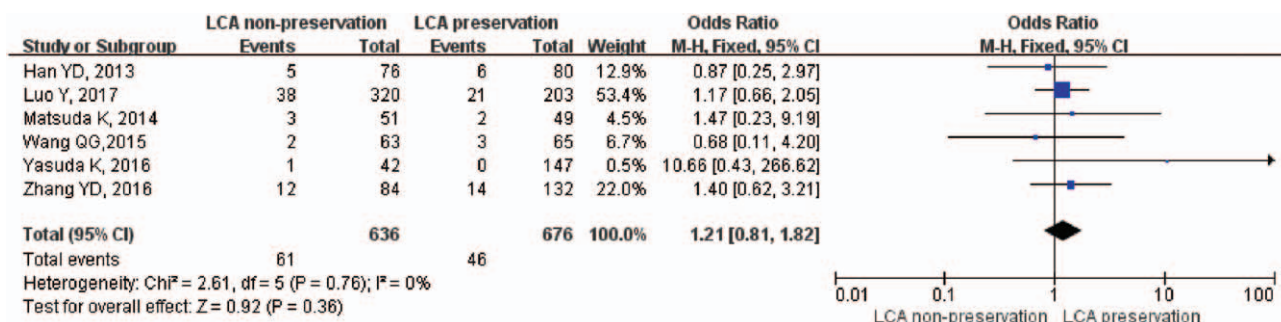 LCA non-preservation LCA preservation Odds Ratio Odds Ratio
Study or Subgroup Events Total Events Total Weight M-H, Fixed, 95% CI M-H, Fixed, 95% CI
Han YD, 2013 5 76 6 80 12.9% 0.87 [0.25, 2.97]
Luo Y, 2017 38 320 21 203 53.4% 1.17 [0.66, 2.05]
Matsuda K, 2014 3 51 2 49 4.5% 1.47 [0.23, 9.19]
Wang QG,2015 2 63 3 65 6.7% 0.68 [0.11, 4.20]
Yasuda K, 2016 1 42 0 147 0.5% 10.66 [0.43, 266.62]
Zhang YD, 2016 12 84 14 132 22.0% 1.40 [0.62, 3.21]
Total (95% CI) 636 676 100.0% 1.21 [0.81, 1.82]
Total events 61 46
Heterogeneity: Chi² = 2.61, df = 5 (P = 0.76); I² = 0%
Test for overall effect: Z = 0.92 (P = 0.36)
0.01 0.1 1 10 100
LCA non-preservation LCA preservation